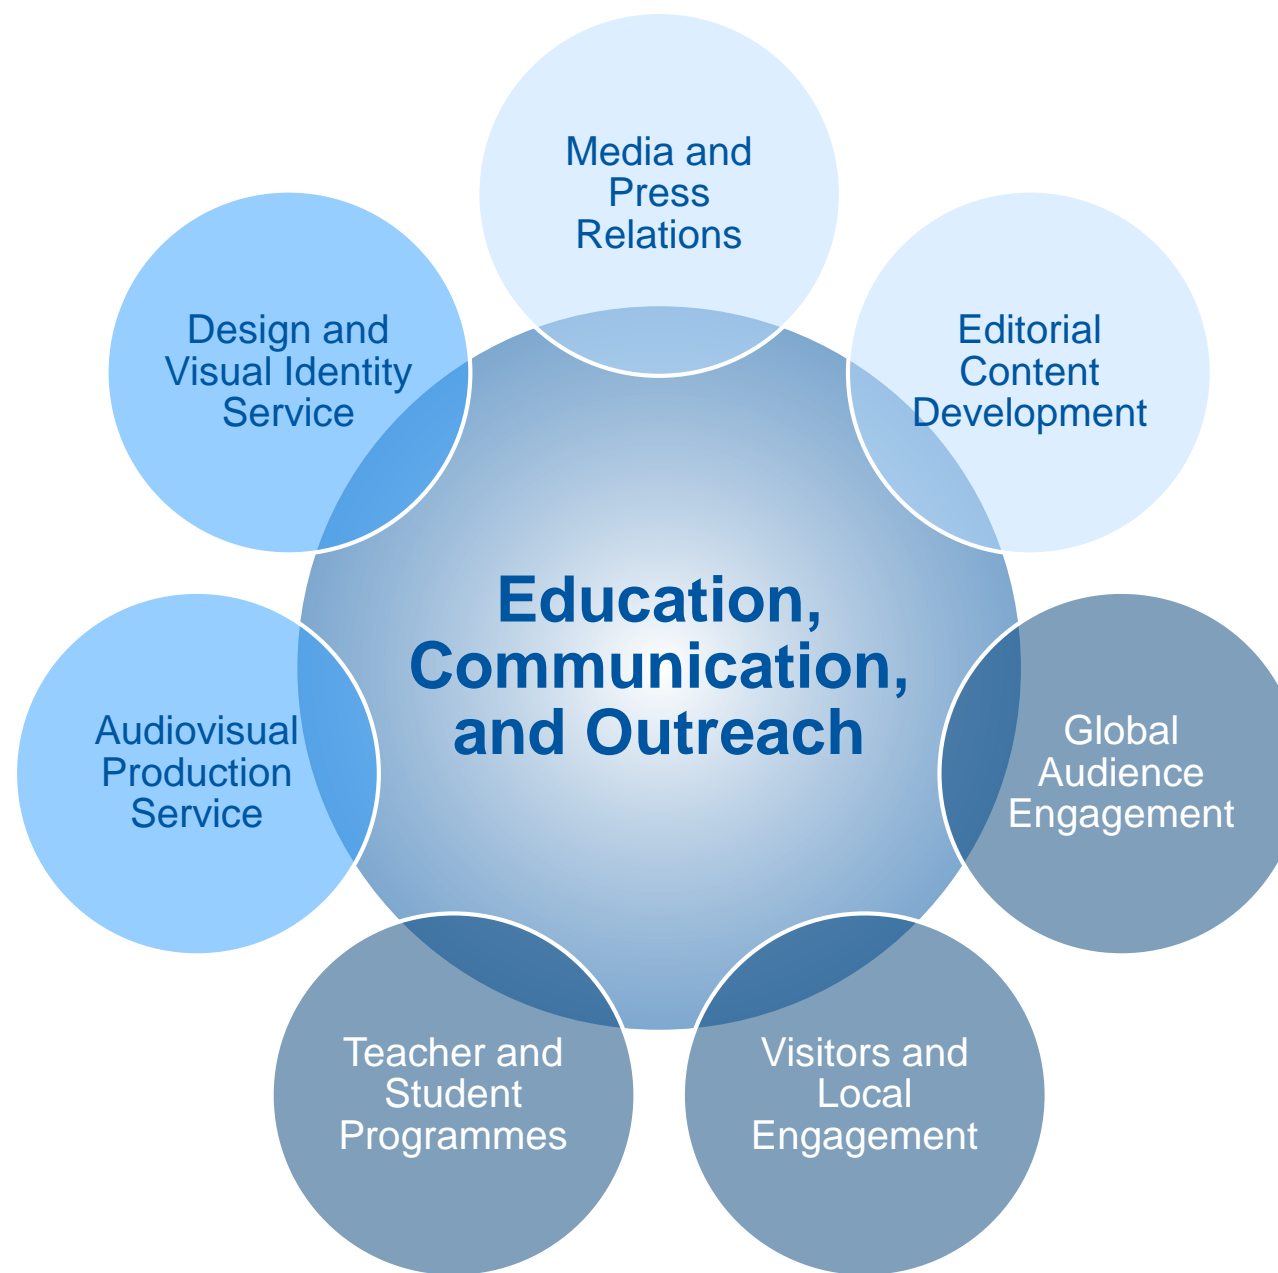 Media and
Press
Relations
Design and
Visual Identity
Service
Editorial
Content
Development
Education,
Communication,
and Outreach
Audiovisual
Production
Service
Global
Audience
Engagement
Teacher and
Student
Programmes
Visitors and
Local
Engagement